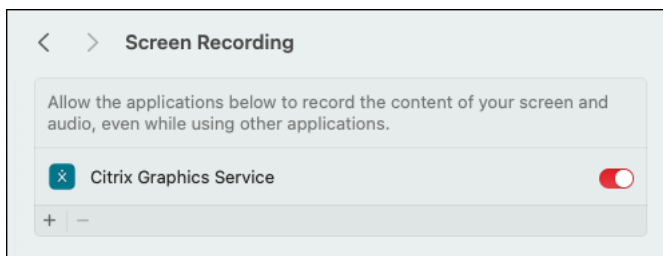 Screen Recording
Allow the applications below to record the content of your screen and
audio, even while using other applications.
Citrix Graphics Service